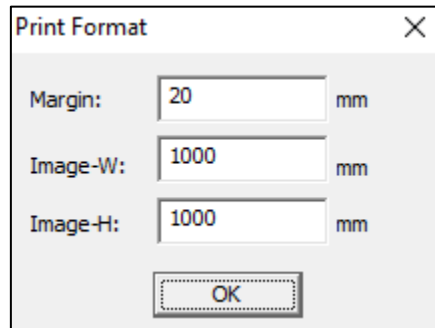 Print Format
Margin: 20 mm
Image-W: 1000 mm
Image-H: 1000 mm
OK